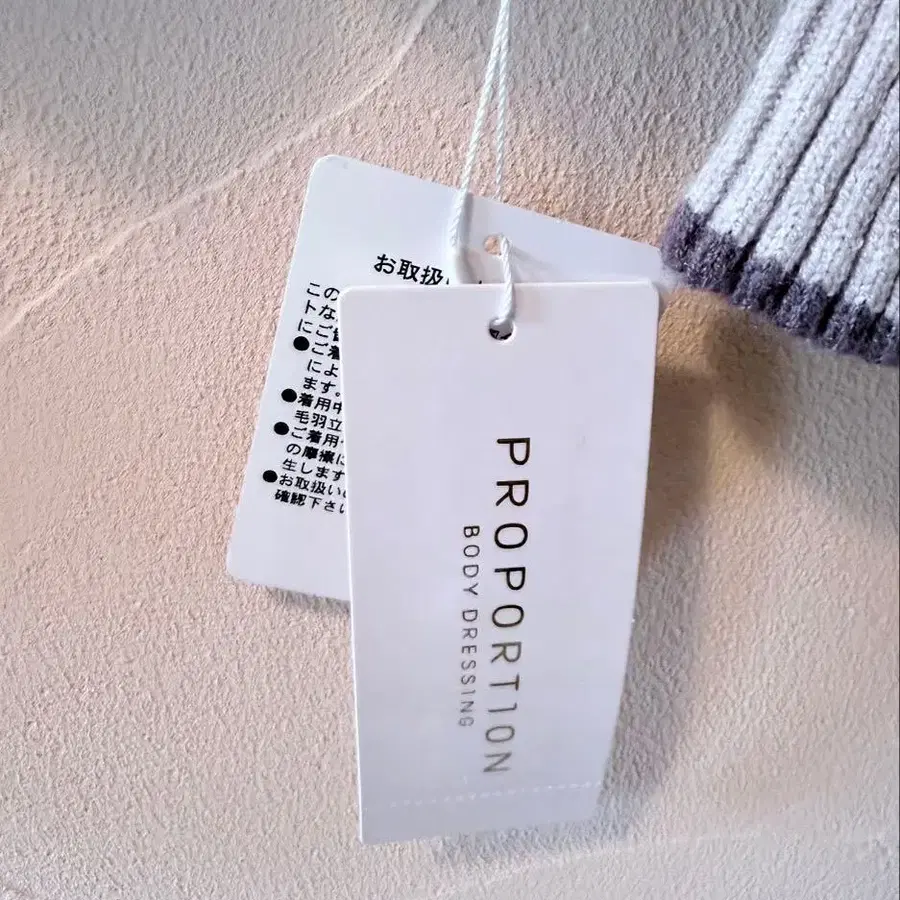 お取扱い
この
トな
にご留
●ご着
によ
ます。
●着用中
毛羽立
●ご着用
の摩擦に
生します
●お取扱い
確認下さい
PROPORTION
BODY DRESSING